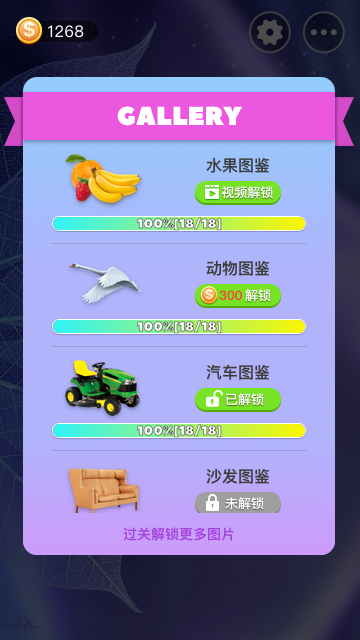 1268
GALLERY
水果图鉴
视频解锁
100%[18/18]
动物图鉴
300 解锁
100%[18/18]
汽车图鉴
已解锁
100%[18/18]
沙发图鉴
未解锁
过关解锁更多图片